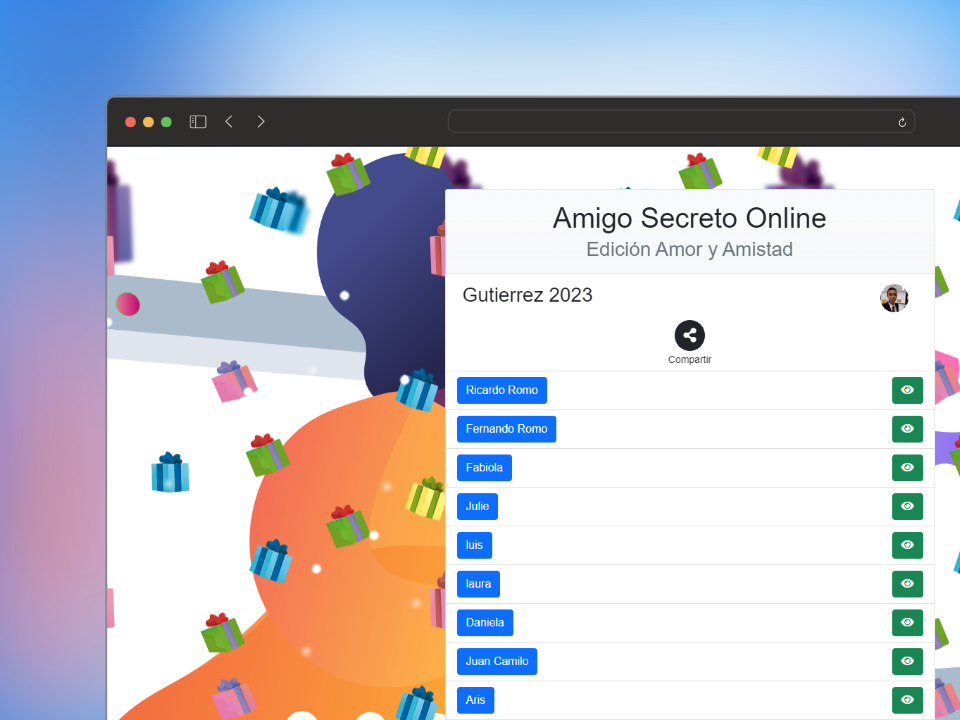 Amigo Secreto Online
Edición Amor y Amistad
Gutierrez 2023
Compartir
Ricardo Romo
Fernando Romo
Fabiola
Julie
luis
laura
Daniela
Juan Camilo
Aris